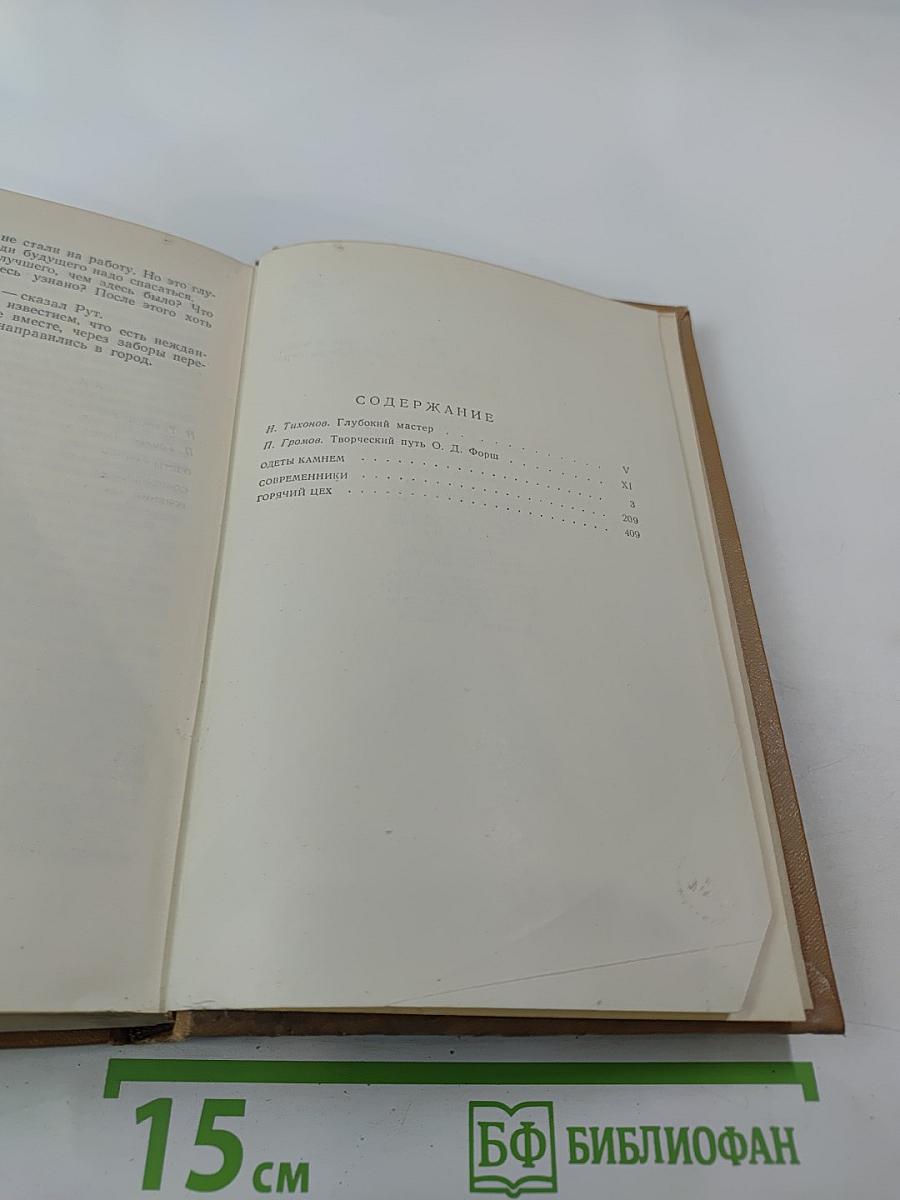 не стали на работу. Но это глу-
ди будущего надо спасаться.
лучшего, чем здесь было? Что
есь узнано? После этого хоть
— сказал Рут.
известием, что есть неждан-
е вместе, через заборы пере-
направились в город.
СОДЕРЖАНИЕ
Н. Тихонов. Глубокий мастер . . . . . . . . . . V
П. Громов. Творческий путь О. Д. Форш . . . . . . . XI
ОДЕТЫ КАМНЕМ . . . . . . . . . . . . . . 3
СОВРЕМЕННИКИ . . . . . . . . . . . . . . 209
ГОРЯЧИЙ ЦЕХ . . . . . . . . . . . . . . . 409
15 см
БФ БИБЛИОФАН